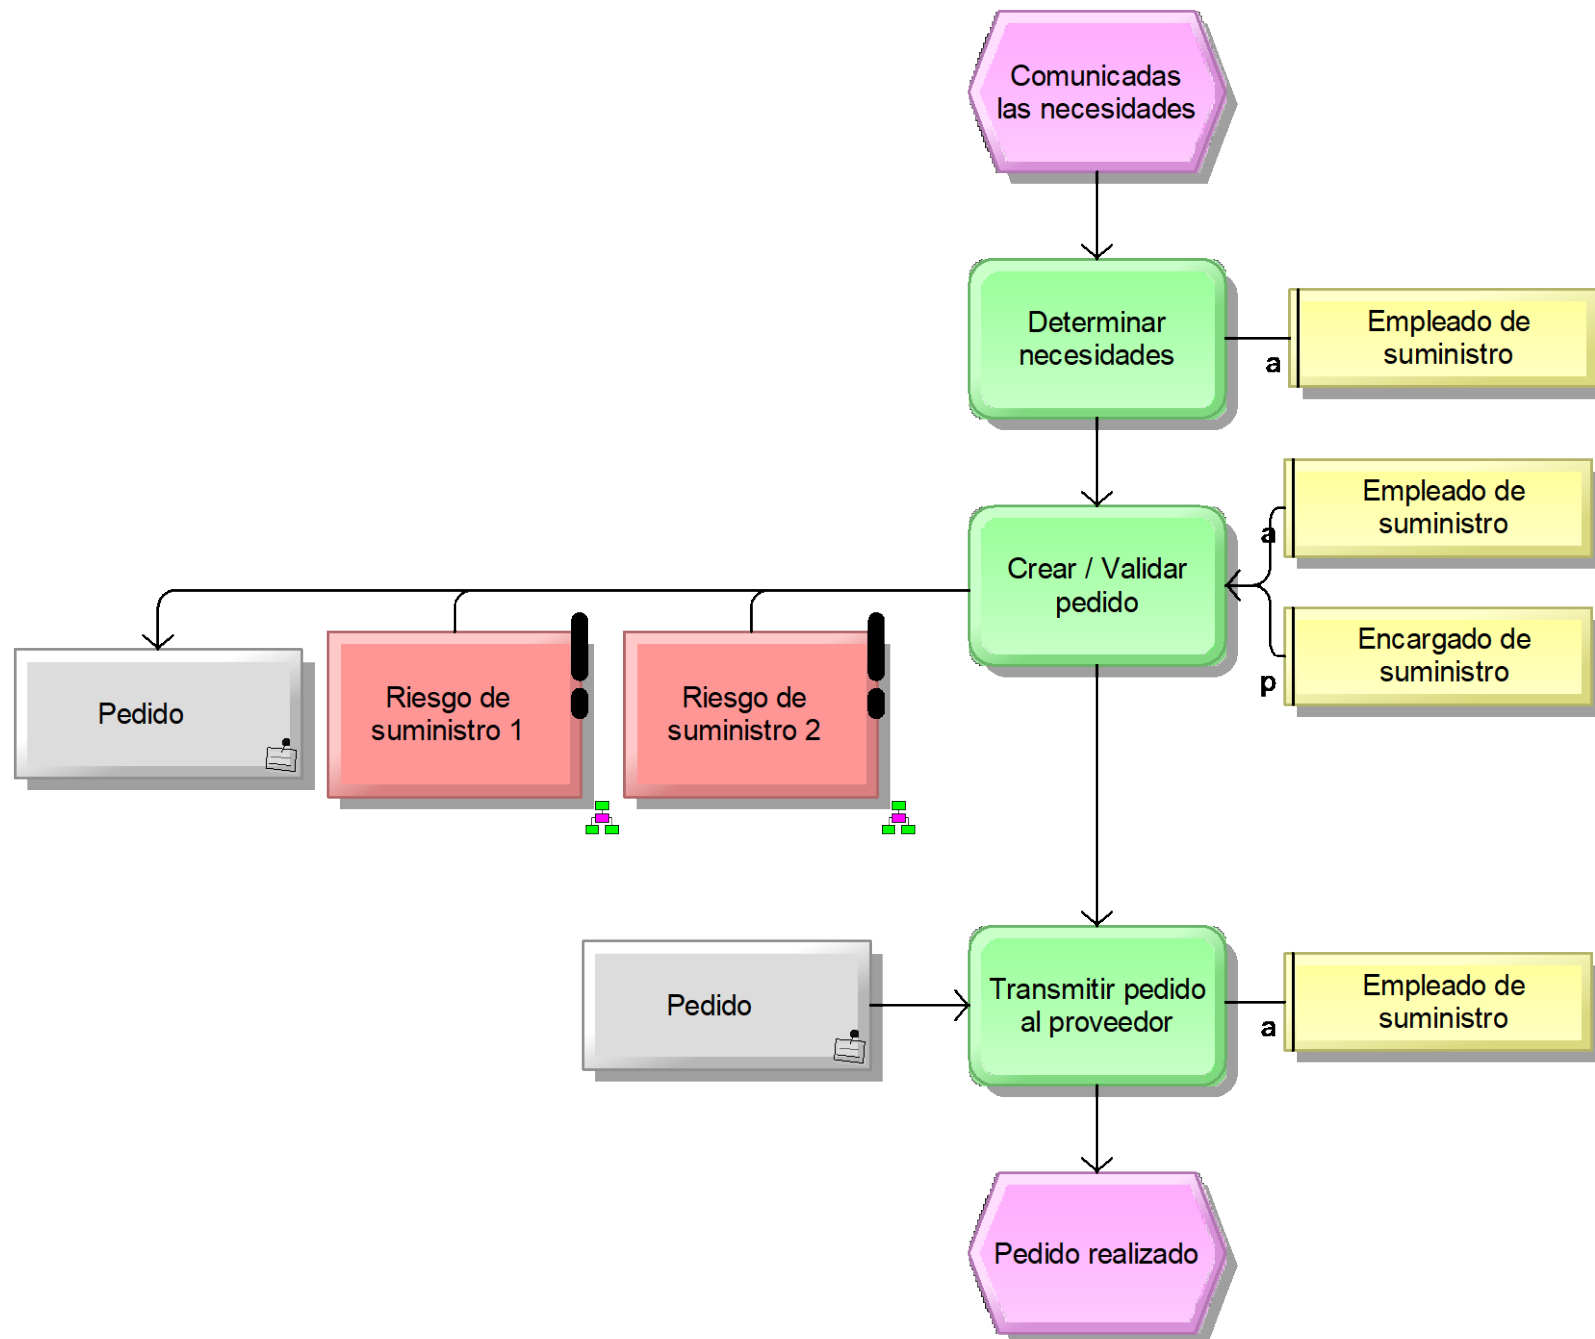 Comunicadas
las necesidades
Determinar
necesidades
a
Empleado de
suministro
Crear / Validar
pedido
a
Empleado de
suministro
p
Encargado de
suministro
Pedido
Riesgo de
suministro 1
Riesgo de
suministro 2
Pedido
Transmitir pedido
al proveedor
a
Empleado de
suministro
Pedido realizado